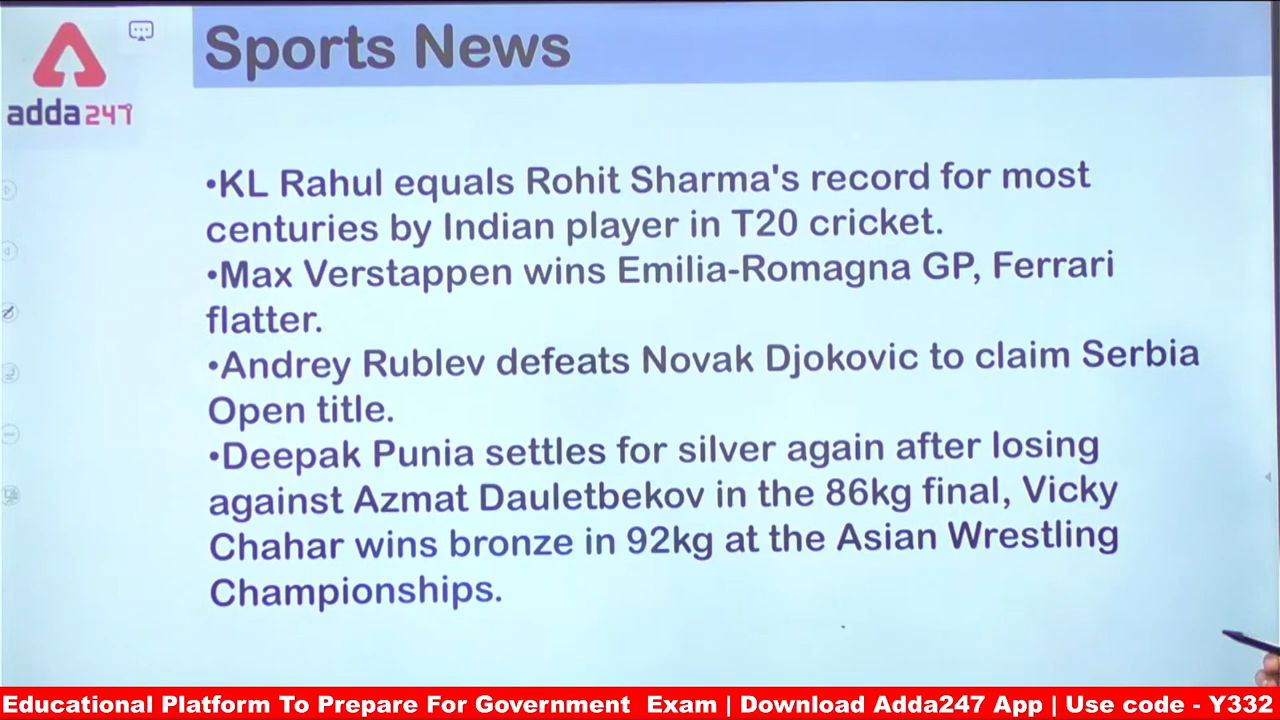 adda247
Sports News
•KL Rahul equals Rohit Sharma's record for most
centuries by Indian player in T20 cricket.
•Max Verstappen wins Emilia-Romagna GP, Ferrari
flatter.
•Andrey Rublev defeats Novak Djokovic to claim Serbia
Open title.
•Deepak Punia settles for silver again after losing
against Azmat Dauletbekov in the 86kg final, Vicky
Chahar wins bronze in 92kg at the Asian Wrestling
Championships.
Educational Platform To Prepare For Government Exam | Download Adda247 App | Use code - Y332